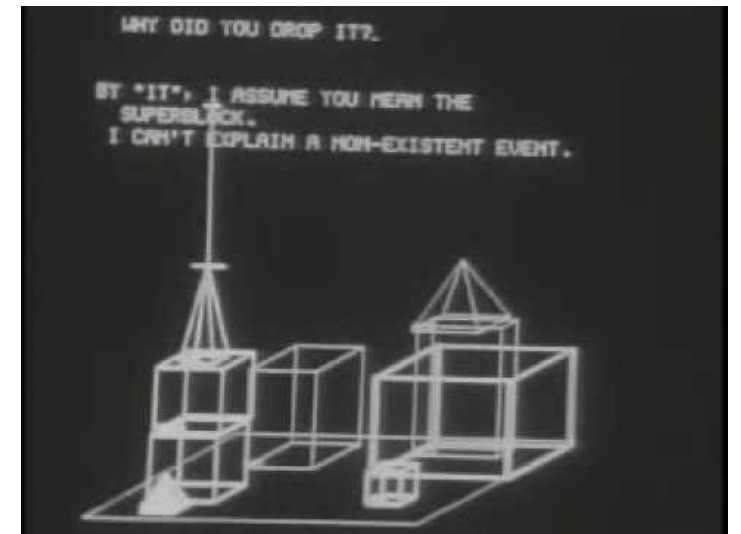 WHY DID YOU DROP IT?.
BY "IT", I ASSUME YOU MEAN THE
SUPERBLOCK.
I CAN'T EXPLAIN A NON-EXISTENT EVENT.